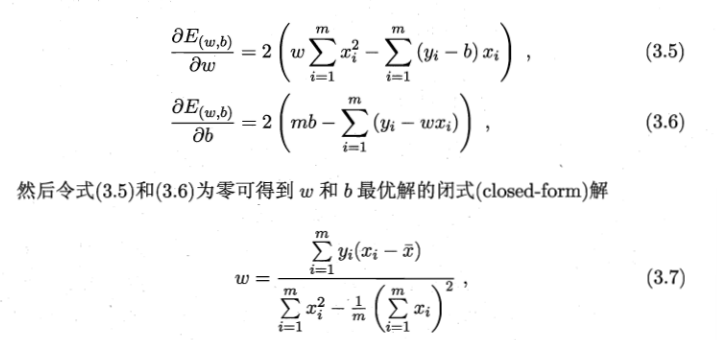 $$\frac{\partial E_{(w,b)}}{\partial w} = 2\left(w\sum_{i=1}^{m} x_i^2 - \sum_{i=1}^{m}(y_i - b)\,x_i\right) , \quad (3.5)$$
$$\frac{\partial E_{(w,b)}}{\partial b} = 2\left(mb - \sum_{i=1}^{m}(y_i - wx_i)\right) , \quad (3.6)$$
然后令式(3.5)和(3.6)为零可得到 w 和 b 最优解的闭式(closed-form)解
$$w = \frac{\sum_{i=1}^{m} y_i(x_i - \bar{x})}{\sum_{i=1}^{m} x_i^2 - \frac{1}{m}\left(\sum_{i=1}^{m} x_i\right)^2} , \quad (3.7)$$